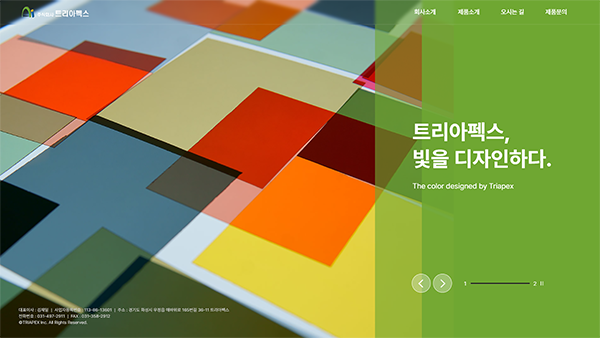 주식회사 트리아펙스
회사소개 제품소개 오시는 길 제품문의
트리아펙스,
빛을 디자인하다.
The color designed by Triapex
1 2
대표이사 : 김제달 | 사업자등록번호 : 113-86-13601 | 주소 : 경기도 화성시 우정읍 매바위로 185번길 36-11 트리아펙스
전화번호 : 031-497-2911 | FAX : 031-358-2912
©TRIAPEX Inc. All Rights Reserved.